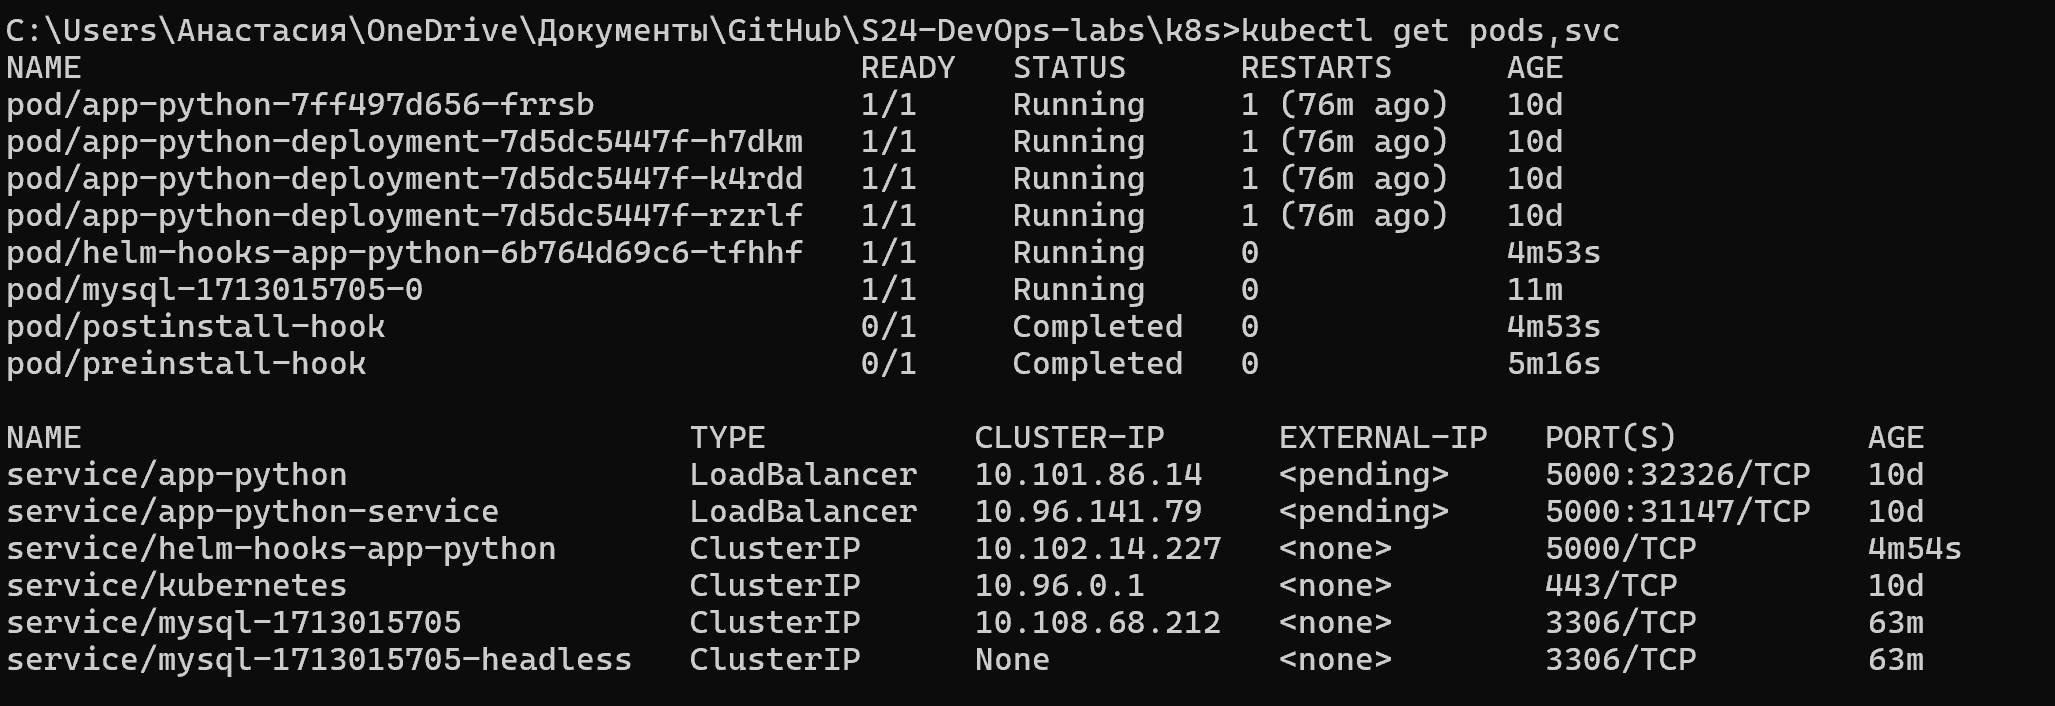 C:\Users\Анастасия\OneDrive\Документы\GitHub\S24-DevOps-labs\k8s>kubectl get pods,svc
NAME                                         READY   STATUS      RESTARTS      AGE
pod/app-python-7ff497d656-frrsb              1/1     Running     1 (76m ago)   10d
pod/app-python-deployment-7d5dc5447f-h7dkm   1/1     Running     1 (76m ago)   10d
pod/app-python-deployment-7d5dc5447f-k4rdd   1/1     Running     1 (76m ago)   10d
pod/app-python-deployment-7d5dc5447f-rzrlf   1/1     Running     1 (76m ago)   10d
pod/helm-hooks-app-python-6b764d69c6-tfhhf   1/1     Running     0             4m53s
pod/mysql-1713015705-0                       1/1     Running     0             11m
pod/postinstall-hook                         0/1     Completed   0             4m53s
pod/preinstall-hook                          0/1     Completed   0             5m16s

NAME                                TYPE           CLUSTER-IP      EXTERNAL-IP   PORT(S)          AGE
service/app-python                  LoadBalancer   10.101.86.14    <pending>     5000:32326/TCP   10d
service/app-python-service          LoadBalancer   10.96.141.79    <pending>     5000:31147/TCP   10d
service/helm-hooks-app-python       ClusterIP      10.102.14.227   <none>        5000/TCP         4m54s
service/kubernetes                  ClusterIP      10.96.0.1       <none>        443/TCP          10d
service/mysql-1713015705            ClusterIP      10.108.68.212   <none>        3306/TCP         63m
service/mysql-1713015705-headless   ClusterIP      None            <none>        3306/TCP         63m